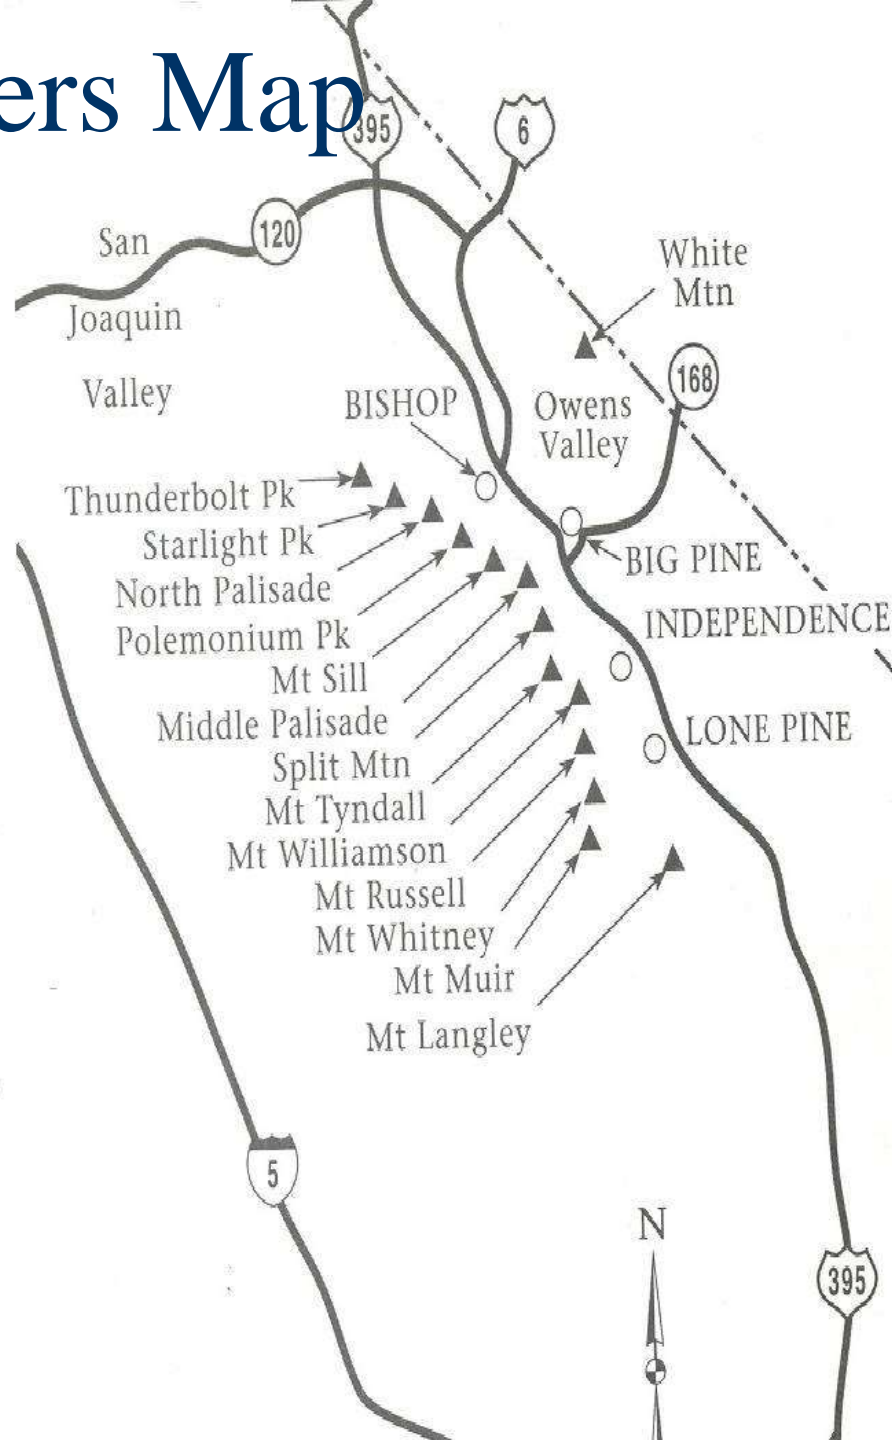 ers Map
395
6
120
San
Joaquin
Valley
White
Mtn
168
BISHOP
Owens
Valley
Thunderbolt Pk
Starlight Pk
North Palisade
BIG PINE
Polemonium Pk
INDEPENDENCE
Mt Sill
Middle Palisade
LONE PINE
Split Mtn
Mt Tyndall
Mt Williamson
Mt Russell
Mt Whitney
Mt Muir
Mt Langley
5
N
395